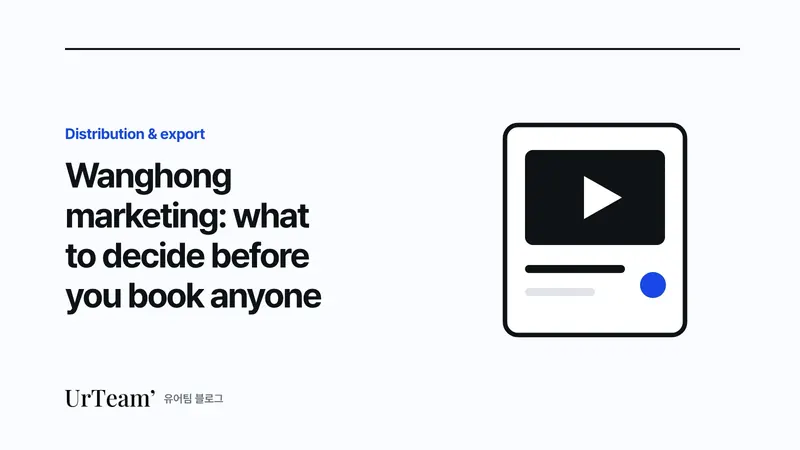 Distribution & export
Wanghong
marketing: what
to decide before
you book anyone
UrTeam’ 유어팀 블로그